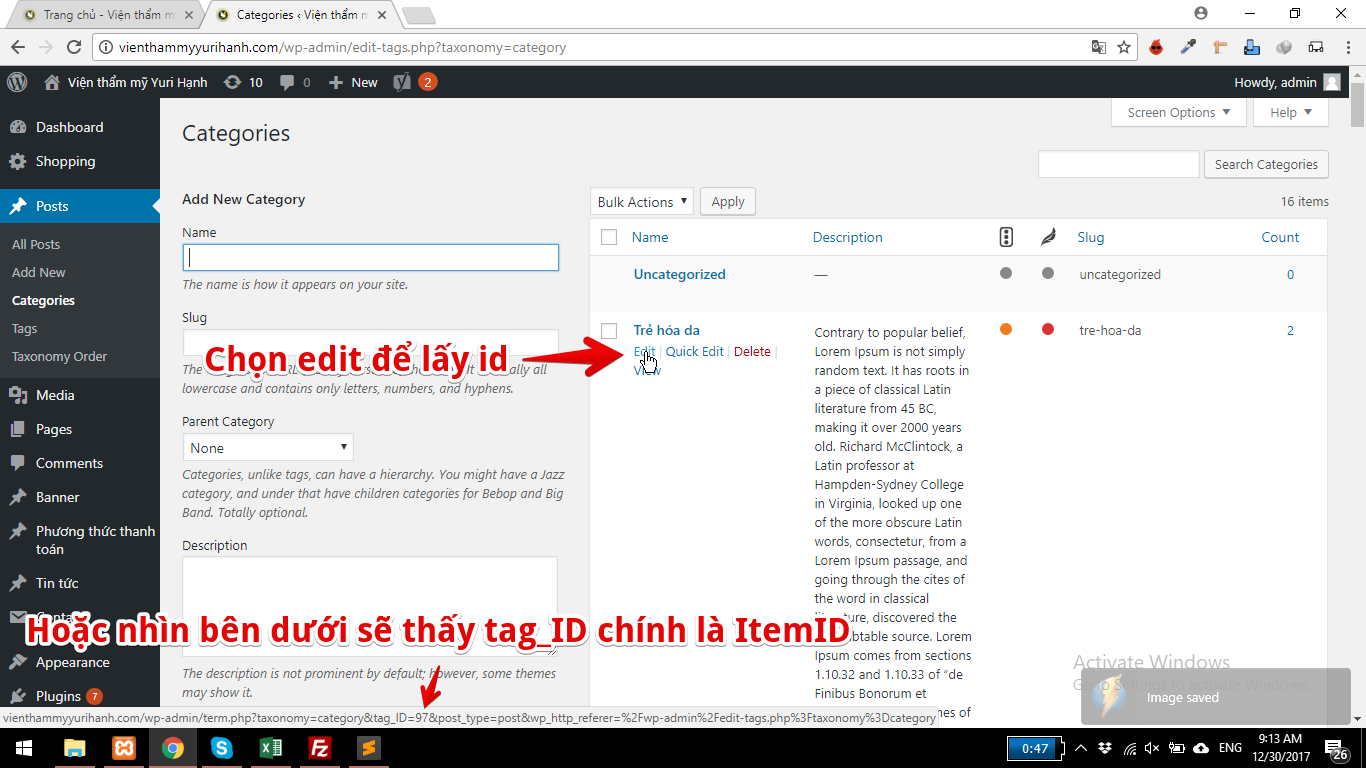 Trang chủ - Viện thẩm m
Categories ‹ Viện thẩm m
vienthammyyurihanh.com/wp-admin/edit-tags.php?taxonomy=category
Viện thẩm mỹ Yuri Hạnh
10
0
New
2
Howdy, admin
Dashboard
Shopping
Posts
All Posts
Add New
Categories
Tags
Taxonomy Order
Media
Pages
Comments
Banner
Phương thức thanh
toán
Tin tức
Appearance
Plugins 7
Screen Options
Help
Categories
Search Categories
Add New Category
Name
The name is how it appears on your site.
Slug
Chọn edit để lấy id
The
lowercase and contains only letters, numbers, and hyphens.
Parent Category
None
Categories, unlike tags, can have a hierarchy. You might have a Jazz
category, and under that have children categories for Bebop and Big
Band. Totally optional.
Description
Hoặc nhìn bên dưới sẽ thấy tag_ID chính là ItemID
The description is not prominent by default; however, some themes
may show it.
Bulk Actions
Apply
16 items
Name Description Slug Count
Uncategorized — uncategorized 0
Trẻ hóa da
Edit | Quick Edit | Delete |
View
Contrary to popular belief,
Lorem Ipsum is not simply
random text. It has roots in
a piece of classical Latin
literature from 45 BC,
making it over 2000 years
old. Richard McClintock, a
Latin professor at
Hampden-Sydney College
in Virginia, looked up one
of the more obscure Latin
words, consectetur, from a
Lorem Ipsum passage, and
going through the cites of
the word in classical
discovered the
source. Lorem
Ipsum comes from sections
1.10.32 and 1.10.33 of "de
Finibus Bonorum et
of
tre-hoa-da
2
Activate Windows
Go to Settings to activate Windows.
Image saved
vienthammyyurihanh.com/wp-admin/term.php?taxonomy=category&tag_ID=97&post_type=post&wp_http_referer=%2Fwp-admin%2Fedit-tags.php%3Ftaxonomy%3Dcategory
0:47
ENG
9:13 AM
12/30/2017
26